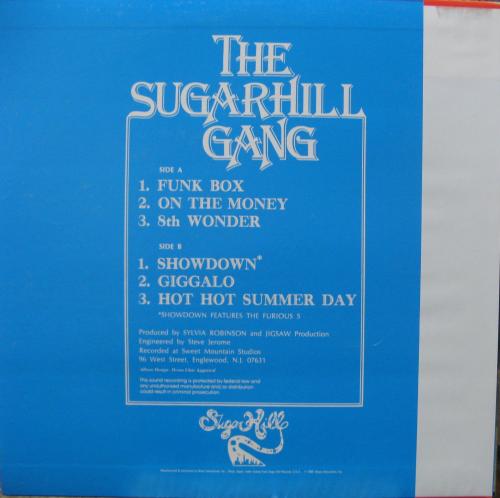 THE
SUGARHILL
GANG
SIDE A
1. FUNK BOX
2. ON THE MONEY
3. 8th WONDER
SIDE B
1. SHOWDOWN*
2. GIGGALO
3. HOT HOT SUMMER DAY
*SHOWDOWN FEATURES THE FURIOUS 5
Produced by SYLVIA ROBINSON and JIGSAW Production
Engineered by Steve Jerome
Recorded at Sweet Mountain Studios
96 West Street, Englewood, N.J. 07631
Album Design:
This sound recording is protected by federal law and
any unauthorized manufacture and/or distribution
could result in criminal prosecution.
Sugar Hill